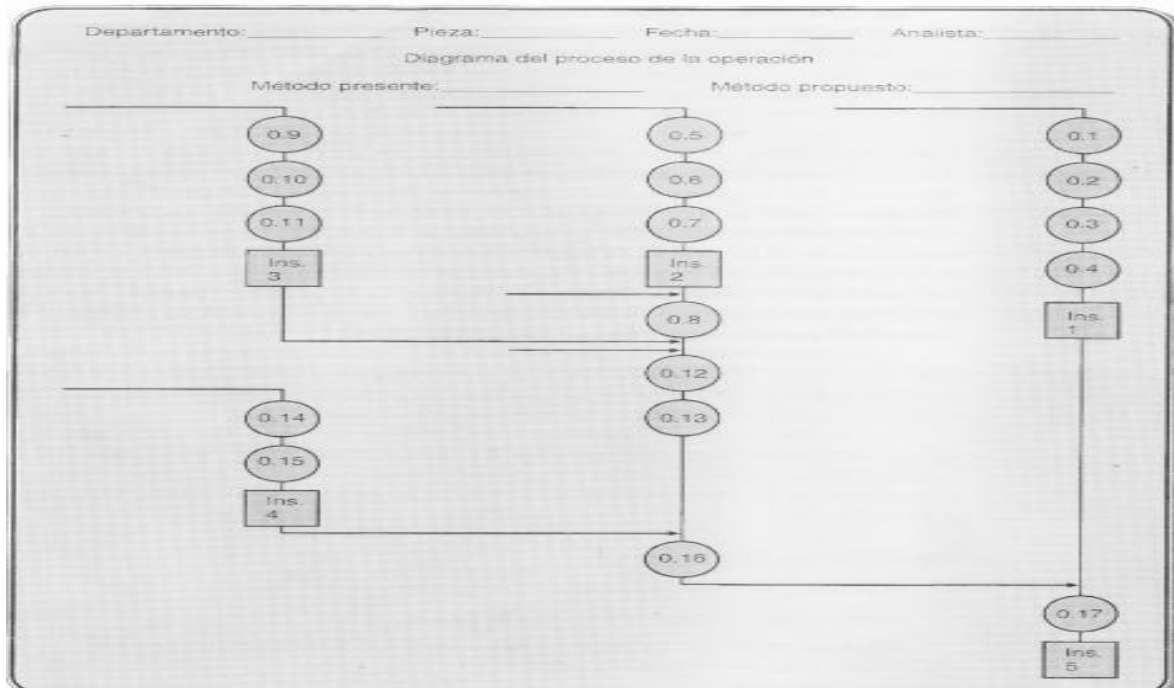 Departamento: Pieza: Fecha: Analista:
Diagrama del proceso de la operación
Método presente: Método propuesto:
0.9 0.5 0.1
0.10 0.6 0.2
0.11 0.7 0.3
Ins. 3 Ins. 2 0.4
0.8 Ins. 1
0.12
0.14 0.13
0.15
Ins. 4
0.16
0.17
Ins. 5